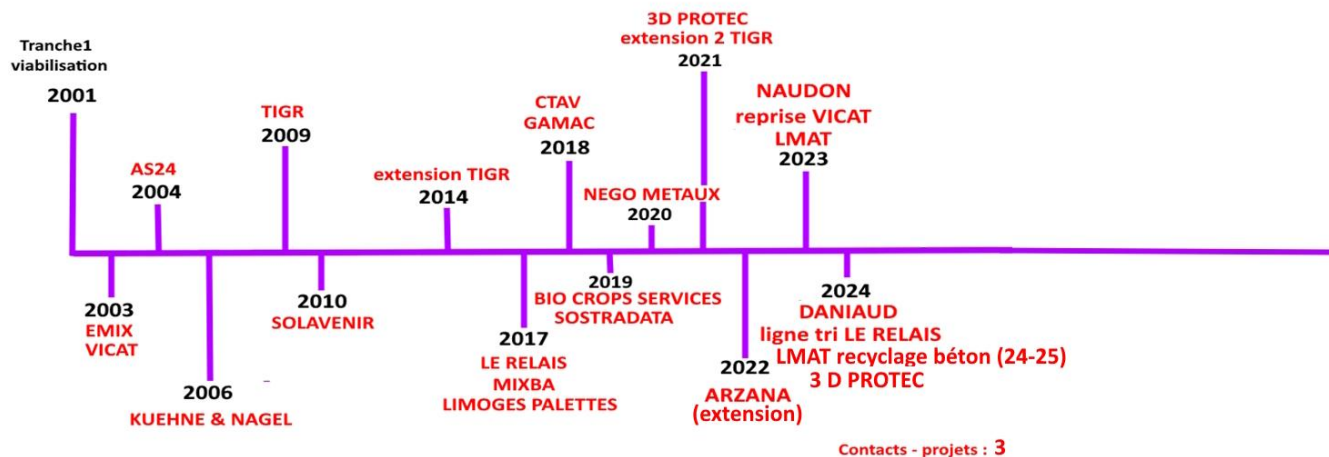 Tranche1
viabilisation
2001
2003
EMIX
VICAT
AS24
2004
2006
KUEHNE & NAGEL
TIGR
2009
2010
SOLAVENIR
extension TIGR
2014
2017
LE RELAIS
MIXBA
LIMOGES PALETTES
CTAV
GAMAC
2018
2019
BIO CROPS SERVICES
SOSTRADATA
NEGO METAUX
2020
3D PROTEC
extension 2 TIGR
2021
2022
ARZANA
(extension)
NAUDON
reprise VICAT
LMAT
2023
2024
DANIAUD
ligne tri LE RELAIS
LMAT recyclage béton (24-25)
3 D PROTEC
Contacts - projets : 3